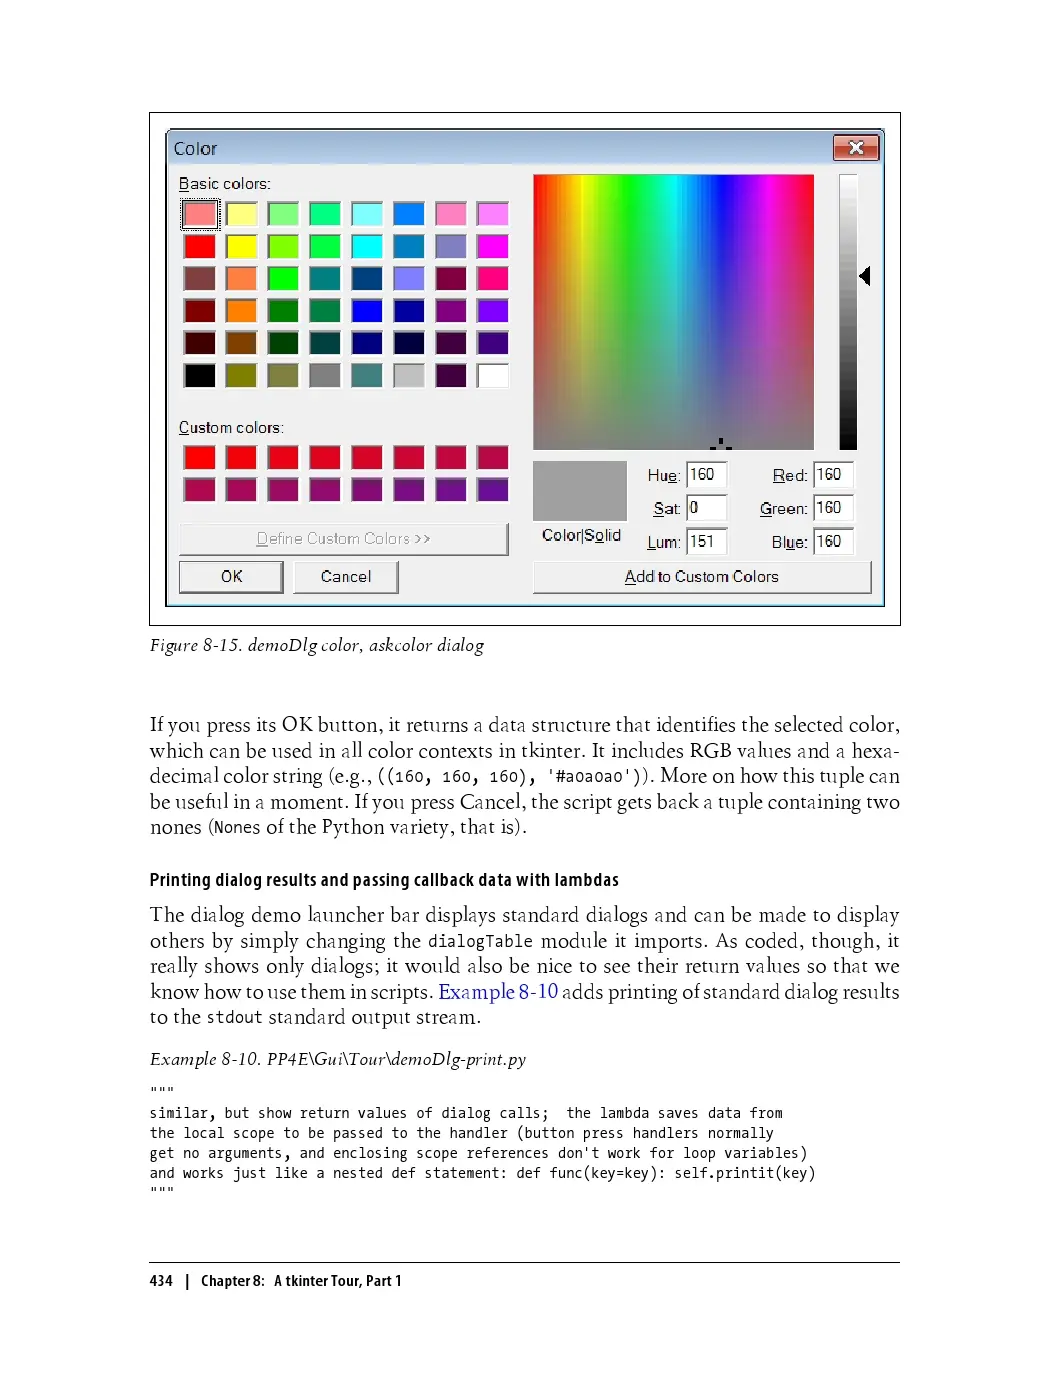 Color
Basic colors:
Custom colors:
Define Custom Colors >>
OK
Cancel
Color|Solid
Hue: 160
Sat: 0
Lum: 151
Red: 160
Green: 160
Blue: 160
Add to Custom Colors
Figure 8-15. demoDlg color, askcolor dialog
If you press its OK button, it returns a data structure that identifies the selected color,
which can be used in all color contexts in tkinter. It includes RGB values and a hexa-
decimal color string (e.g., ((160, 160, 160), '#a0a0a0')). More on how this tuple can
be useful in a moment. If you press Cancel, the script gets back a tuple containing two
nones (Nones of the Python variety, that is).
Printing dialog results and passing callback data with lambdas
The dialog demo launcher bar displays standard dialogs and can be made to display
others by simply changing the dialogTable module it imports. As coded, though, it
really shows only dialogs; it would also be nice to see their return values so that we
know how to use them in scripts. Example 8-10 adds printing of standard dialog results
to the stdout standard output stream.
Example 8-10. PP4E\Gui\Tour\demoDlg-print.py
"""
similar, but show return values of dialog calls;  the lambda saves data from
the local scope to be passed to the handler (button press handlers normally
get no arguments, and enclosing scope references don't work for loop variables)
and works just like a nested def statement: def func(key=key): self.printit(key)
"""
434 | Chapter 8: A tkinter Tour, Part 1